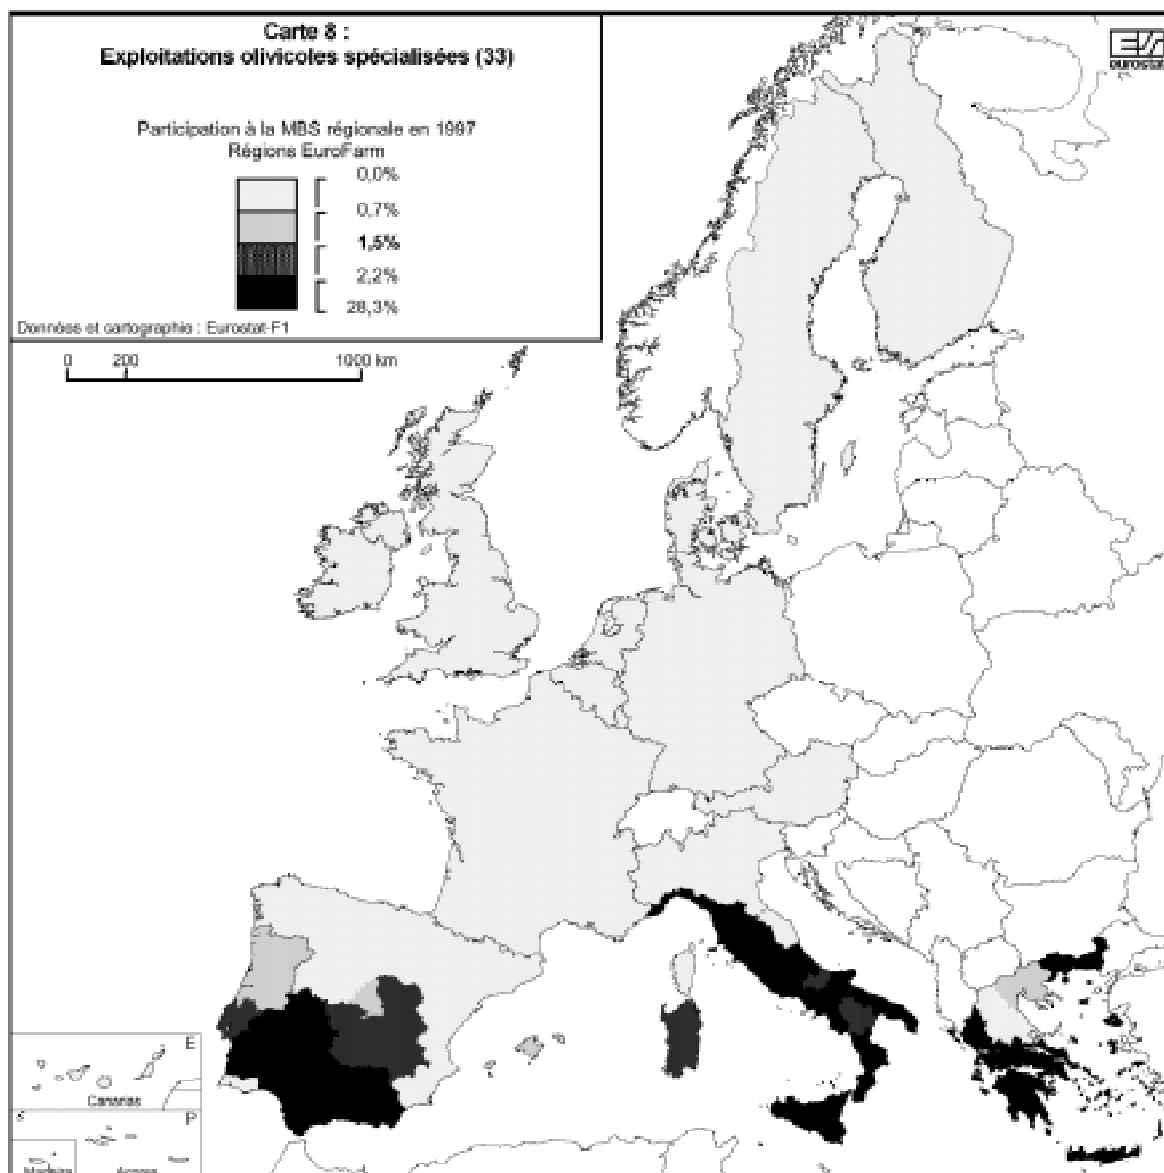 Carte 8 :
Exploitations olivicoles spécialisées (33)
Participation à la MBS régionale en 1997
Régions EuroFarm
0,0%
0,7%
1,5%
2,2%
28,3%
Données et cartographie : Eurostat-F1
0 200 1000 km
eurostat
E
Canarias
P